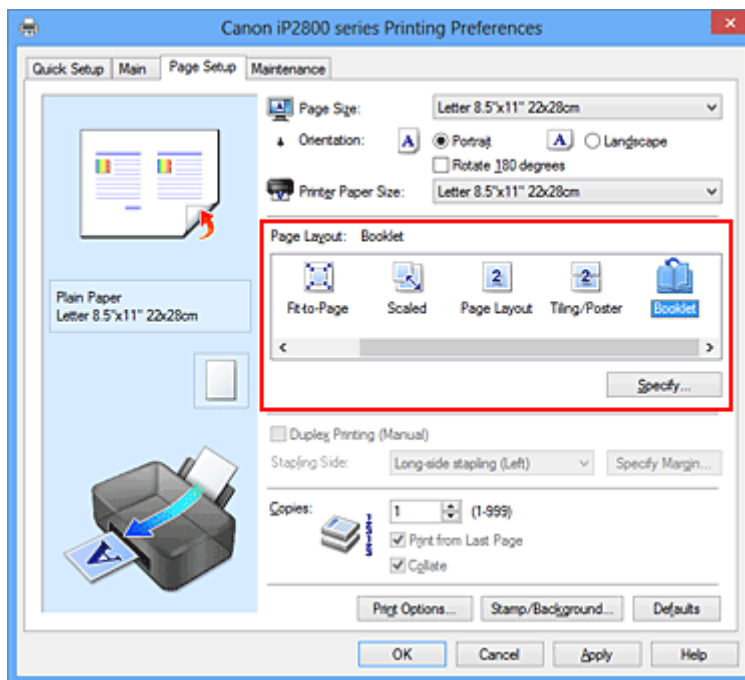 Canon iP2800 series Printing Preferences
Quick Setup Main Page Setup Maintenance
Page Size: Letter 8.5"x11" 22x28cm
Orientation: A Portrait A Landscape
Rotate 180 degrees
Printer Paper Size: Letter 8.5"x11" 22x28cm
Page Layout: Booklet
Fit-to-Page Scaled Page Layout Tiling/Poster Booklet
Specify...
Plain Paper
Letter 8.5"x11" 22x28cm
Duplex Printing (Manual)
Stapling Side: Long-side stapling (Left) Specify Margin...
Copies: 1 (1-999)
Print from Last Page
Collate
Print Options... Stamp/Background... Defaults
OK Cancel Apply Help